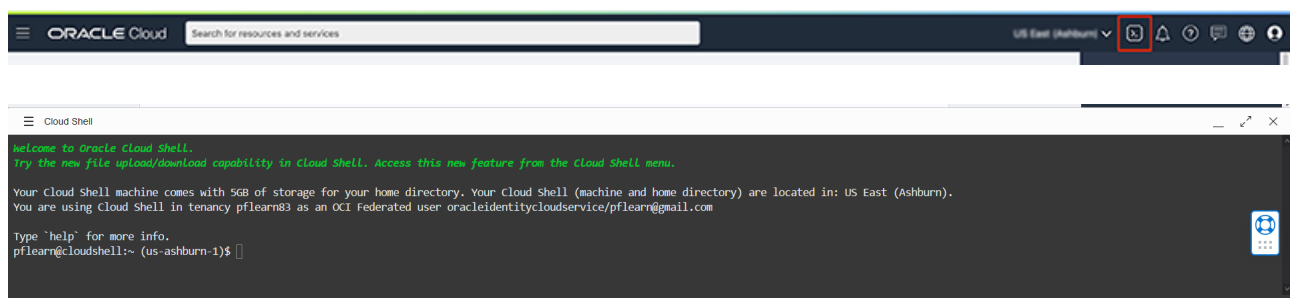 ORACLE Cloud
Search for resources and services
US East (Ashburn)
Cloud Shell
Welcome to Oracle Cloud Shell.
Try the new file upload/download capability in Cloud Shell. Access this new feature from the Cloud Shell menu.
Your Cloud Shell machine comes with 5GB of storage for your home directory. Your Cloud Shell (machine and home directory) are located in: US East (Ashburn).
You are using Cloud Shell in tenancy pflearn83 as an OCI Federated user oracleidentitycloudservice/pflearn@gmail.com
Type `help` for more info.
pflearn@cloudshell:~ (us-ashburn-1)$